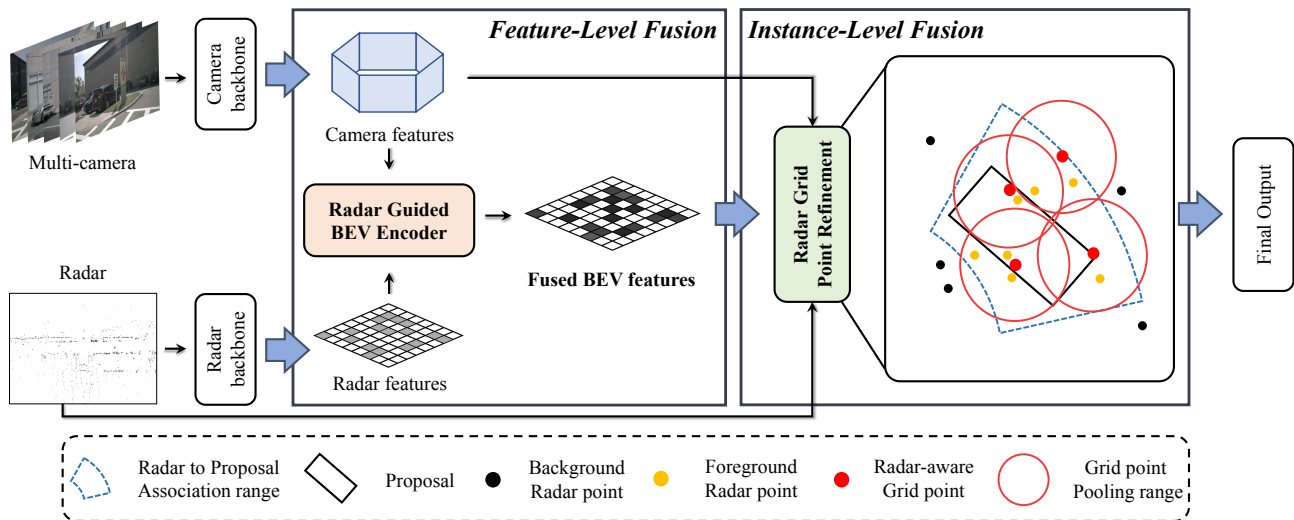 Feature-Level Fusion
Instance-Level Fusion
Multi-camera
Camera
backbone
Camera features
Radar Guided
BEV Encoder
Fused BEV features
Radar
Radar
backbone
Radar features
Radar Grid
Point Refinement
Final Output
Radar to Proposal
Association range
Proposal
Background
Radar point
Foreground
Radar point
Radar-aware
Grid point
Grid point
Pooling range